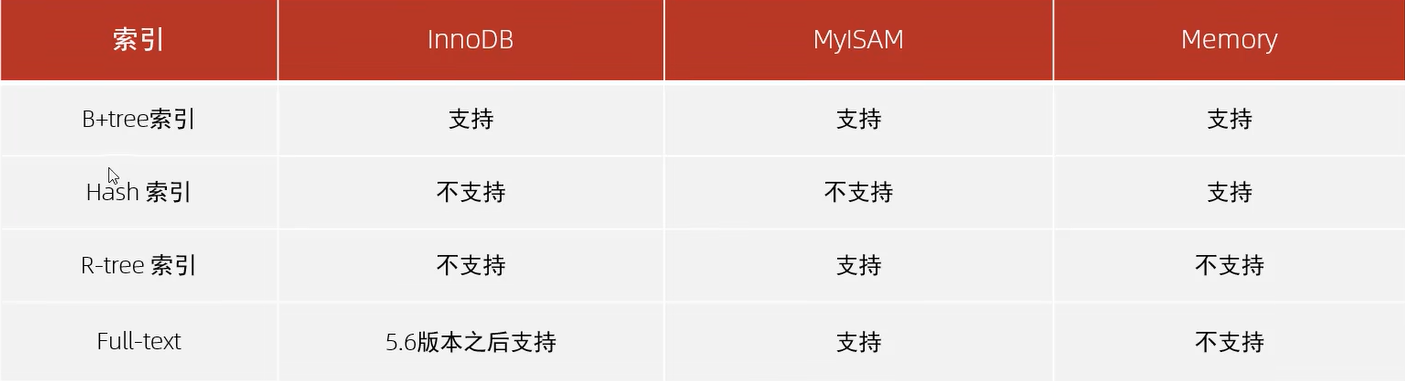 索引 InnoDB MyISAM Memory
B+tree索引 支持 支持 支持
Hash 索引 不支持 不支持 支持
R-tree 索引 不支持 支持 不支持
Full-text 5.6版本之后支持 支持 不支持